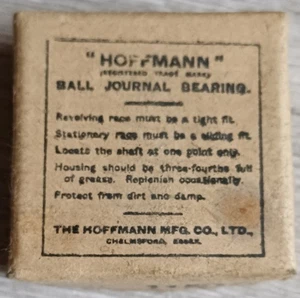 "HOFFMANN"
(REGISTERED TRADE MARK)
BALL JOURNAL BEARING.
Revolving race must be a tight fit.
Stationary race must be a sliding fit.
Locate the shaft at one point only.
Housing should be three-fourths full
of grease. Replenish occasionally.
Protect from dirt and damp.
THE HOFFMANN MFG. CO., LTD.,
CHELMSFORD, ESSEX.